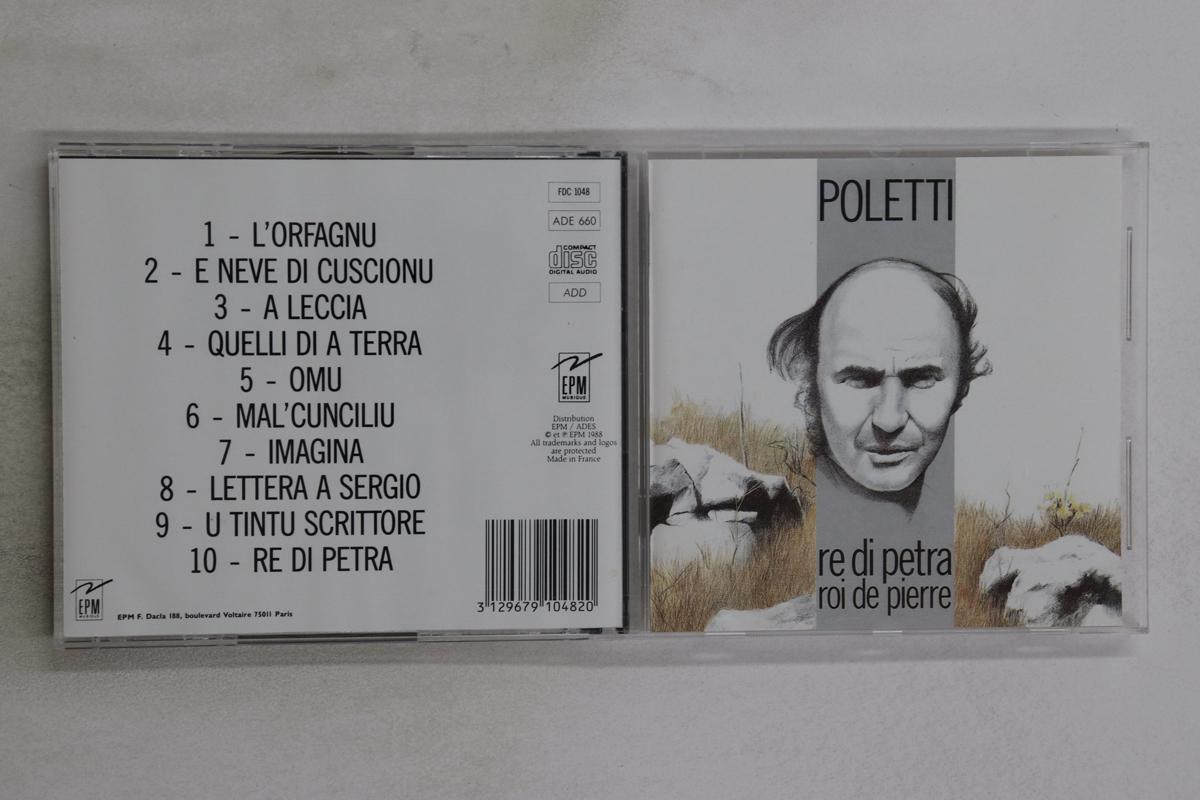 1 - L'ORFAGNU
2 - E NEVE DI CUSCIONU
3 - A LECCIA
4 - QUELLI DI A TERRA
5 - OMU
6 - MAL'CUNCILIU
7 - IMAGINA
8 - LETTERA A SERGIO
9 - U TINTU SCRITTORE
10 - RE DI PETRA
FDC 1048
ADE 660
COMPACT
disc
DIGITAL AUDIO
ADD
EPM
MUSIQUE
Distribution
EPM / ADES
© et ℗ EPM 1988
All trademarks and logos
are protected
Made in France
3 129679 104820
EPM
MUSIQUE
EPM F. Dacla 188, boulevard Voltaire 75011 Paris
POLETTI
re di petra
roi de pierre